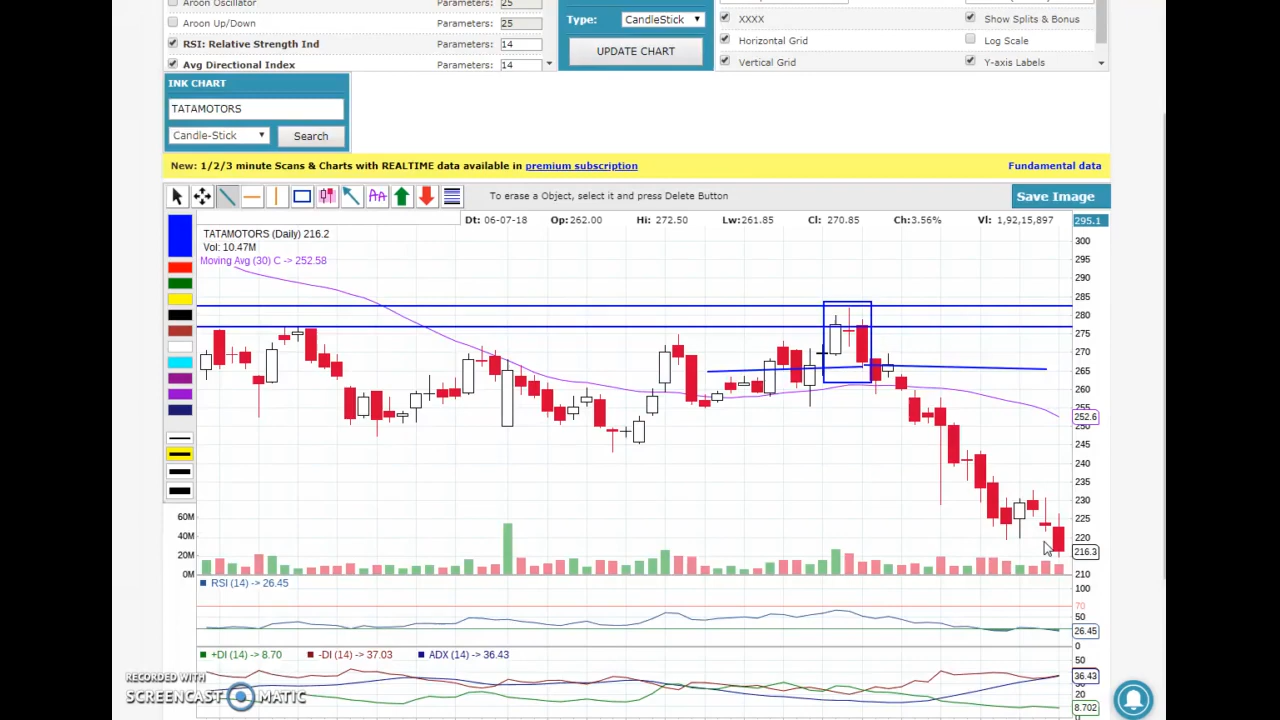 Aroon Oscillator Parameters: 25
Aroon Up/Down Parameters: 25
RSI: Relative Strength Ind Parameters: 14
Avg Directional Index Parameters: 14
Type: CandleStick
UPDATE CHART
XXXX Show Splits & Bonus
Horizontal Grid Log Scale
Vertical Grid Y-axis Labels
INK CHART
TATAMOTORS
Candle-Stick Search
New: 1/2/3 minute Scans & Charts with REALTIME data available in premium subscription Fundamental data
To erase a Object, select it and press Delete Button Save Image
Dt: 06-07-18 Op:262.00 Hi: 272.50 Lw:261.85 Cl: 270.85 Ch:3.56% Vl: 1,92,15,897 295.1
TATAMOTORS (Daily) 216.2
Vol: 10.47M
Moving Avg (30) C -> 252.58
300
295
290
285
280
275
270
265
260
255
252.6
250
245
240
235
230
225
220
216.3
210
60M
40M
20M
0M
RSI (14) -> 26.45
100
70
50
26.45
0
+DI (14) -> 8.70 -DI (14) -> 37.03 ADX (14) -> 36.43
50
36.43
20
8.702
RECORDED WITH
SCREENCAST MATIC